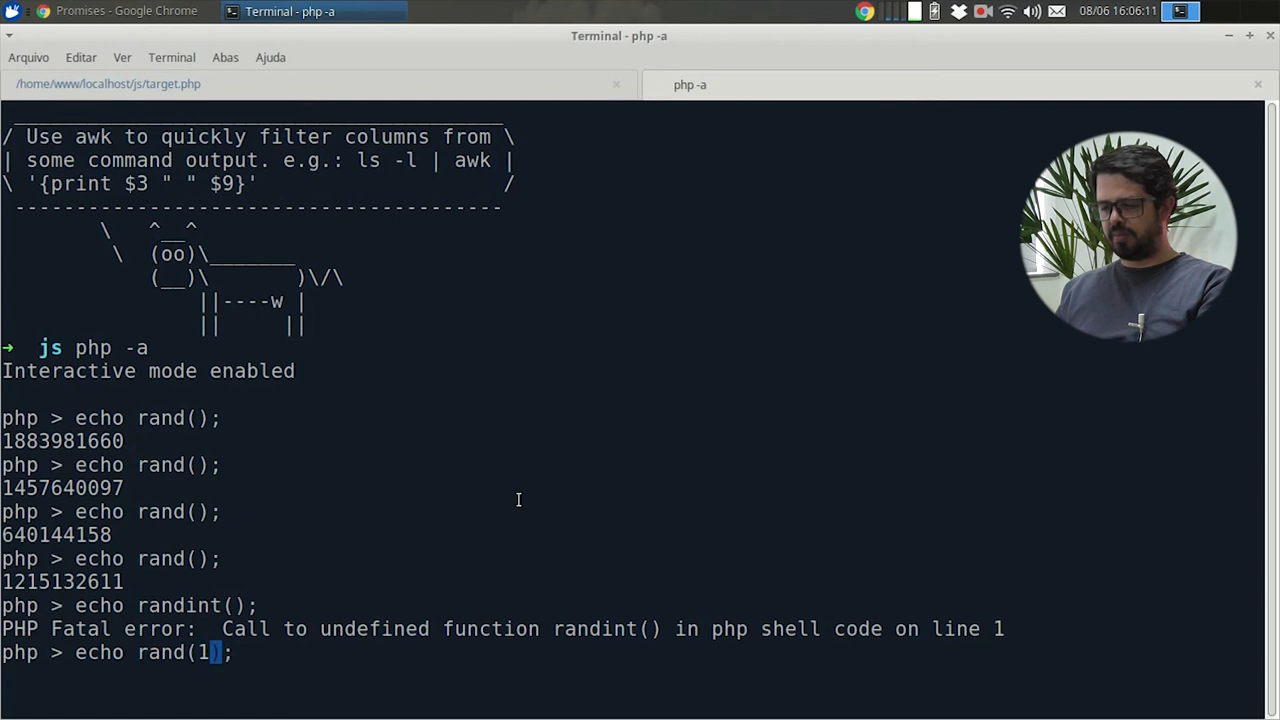 Promises - Google Chrome
Terminal - php -a
08/06 16:06:11
Terminal - php -a
Arquivo Editar Ver Terminal Abas Ajuda
/home/www/localhost/js/target.php
php -a
/ Use awk to quickly filter columns from \
| some command output. e.g.: ls -l | awk |
\ '{print $3 " " $9}' /
----------------------------------------
\ ^__^
\ (oo)\_______
(__)\ )\/\
||----w |
|| ||
➜ js php -a
Interactive mode enabled
php > echo rand();
1883981660
php > echo rand();
1457640097
php > echo rand();
640144158
php > echo rand();
1215132611
php > echo randint();
PHP Fatal error:  Call to undefined function randint() in php shell code on line 1
php > echo rand(1);